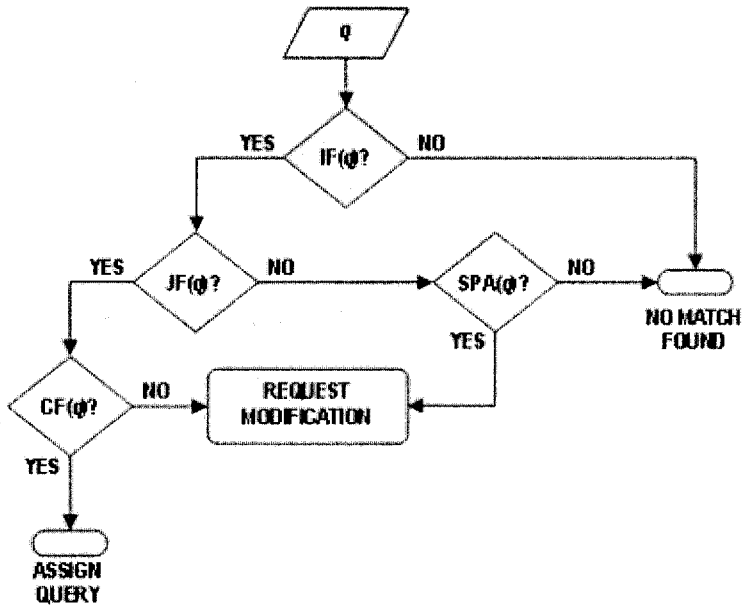 q
YES
IF(q)?
NO
YES
JF(q)?
NO
SPA(q)?
NO
YES
NO MATCH
FOUND
CF(q)?
NO
REQUEST
MODIFICATION
YES
ASSIGN
QUERY